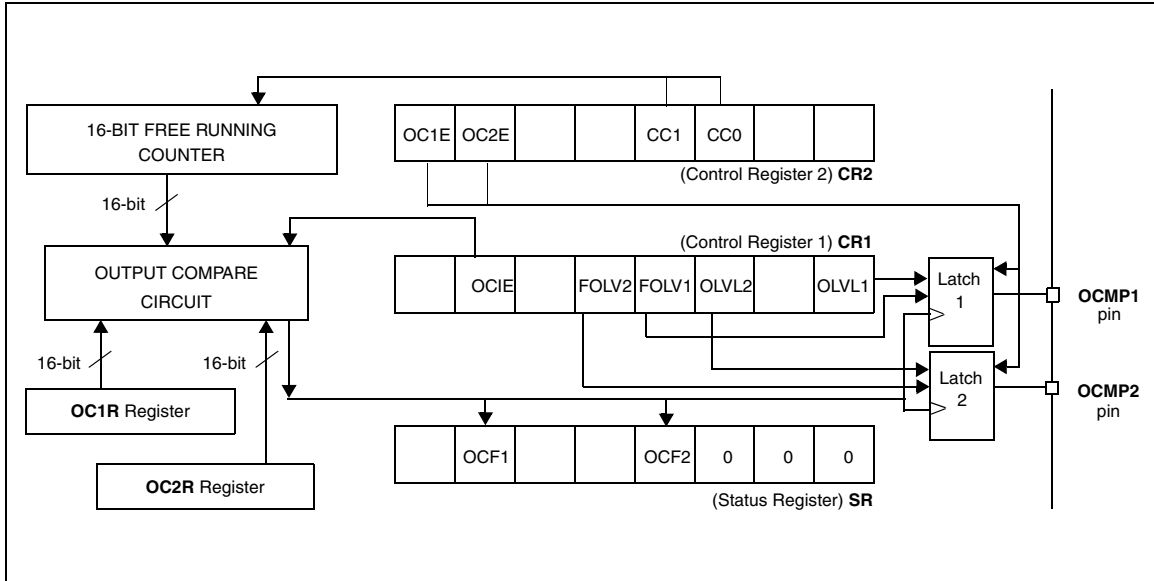 16-BIT FREE RUNNING
COUNTER
OC1E OC2E CC1 CC0
(Control Register 2) CR2
16-bit
(Control Register 1) CR1
OUTPUT COMPARE
CIRCUIT
OCIE FOLV2 FOLV1 OLVL2 OLVL1
Latch
1
OCMP1
pin
16-bit 16-bit
Latch
2
OCMP2
pin
OC1R Register
OCF1 OCF2 0 0 0
OC2R Register
(Status Register) SR